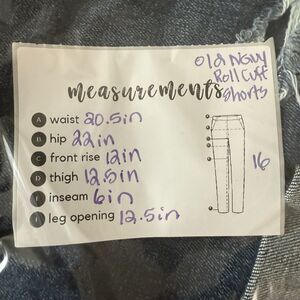 Old Navy
Roll Cuff
Shorts
measurements
A waist 20.5in
B hip 22in
C front rise 12in
D thigh 12.5in
E inseam 6in
F leg opening 12.5in
16